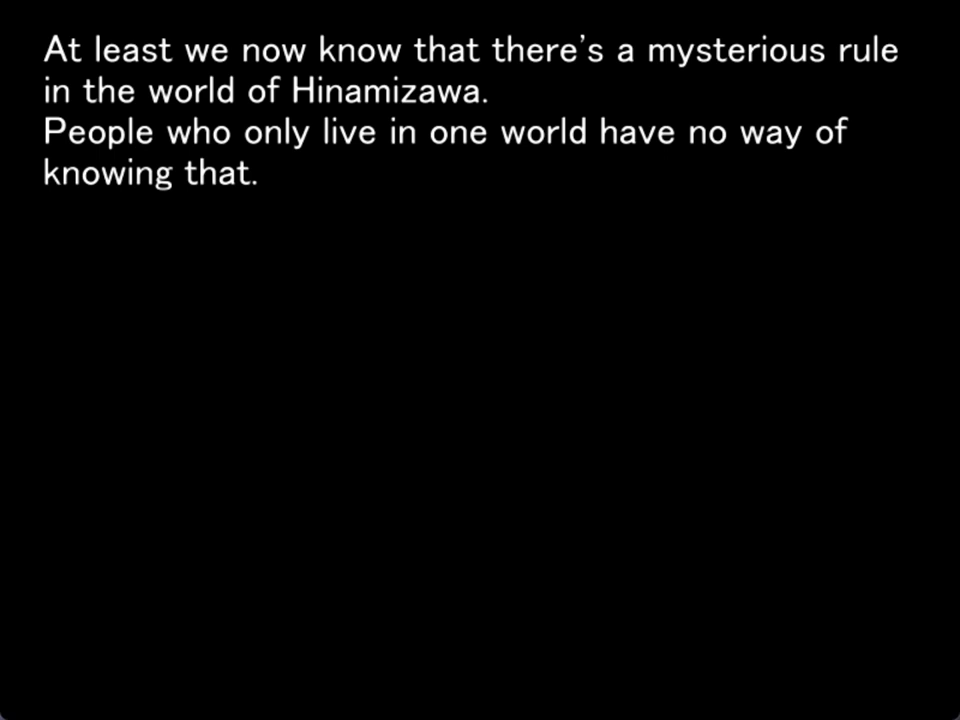 At least we now know that there's a mysterious rule
in the world of Hinamizawa.
People who only live in one world have no way of
knowing that.